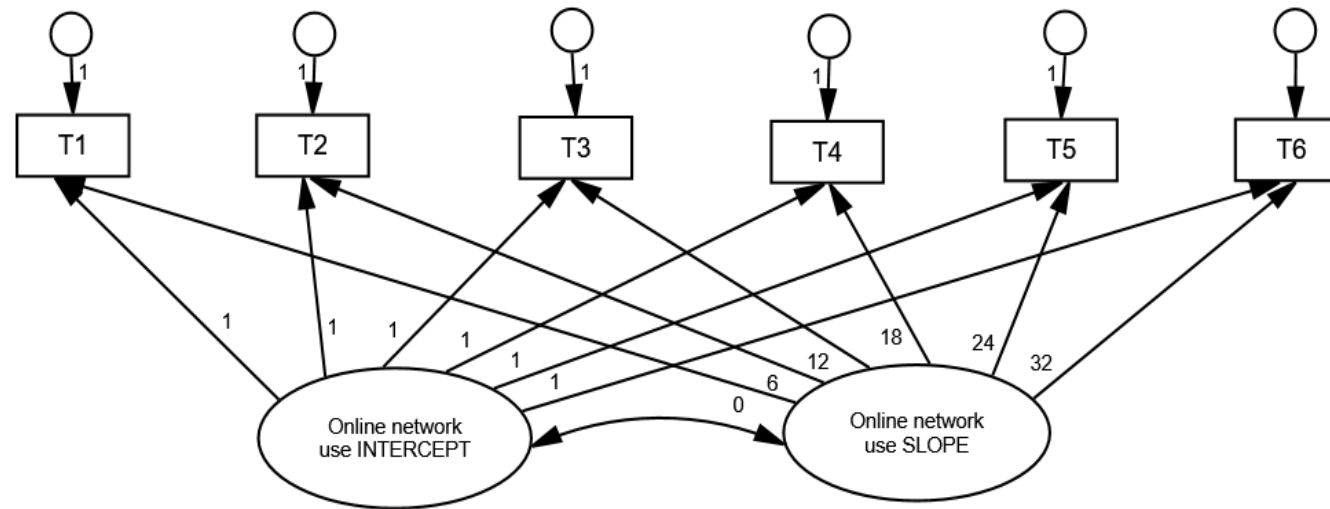 1
1
1
1
1
T1
T2
T3
T4
T5
T6
1
1
1
1
1
1
0
6
12
18
24
32
Online network
use INTERCEPT
Online network
use SLOPE